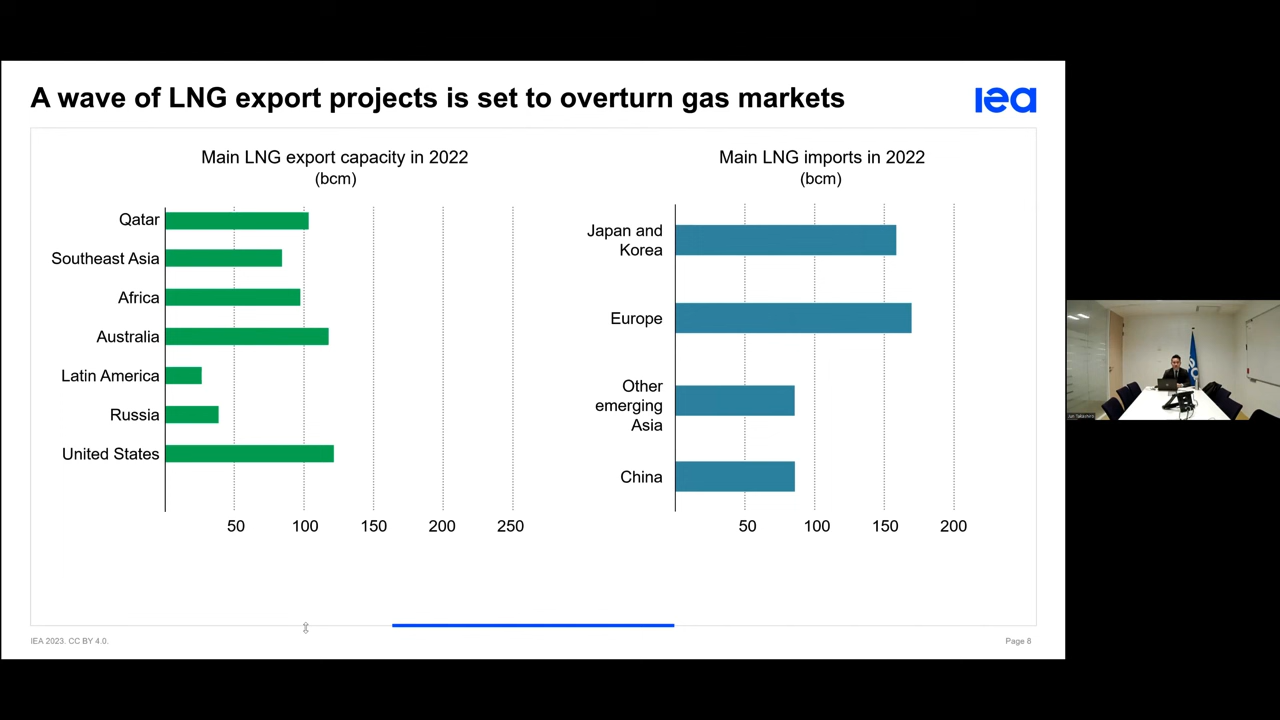 A wave of LNG export projects is set to overturn gas markets
iea
Main LNG export capacity in 2022
(bcm)
Qatar
Southeast Asia
Africa
Australia
Latin America
Russia
United States
50 100 150 200 250
Main LNG imports in 2022
(bcm)
Japan and
Korea
Europe
Other
emerging
Asia
China
50 100 150 200
IEA 2023. CC BY 4.0.
Page 8